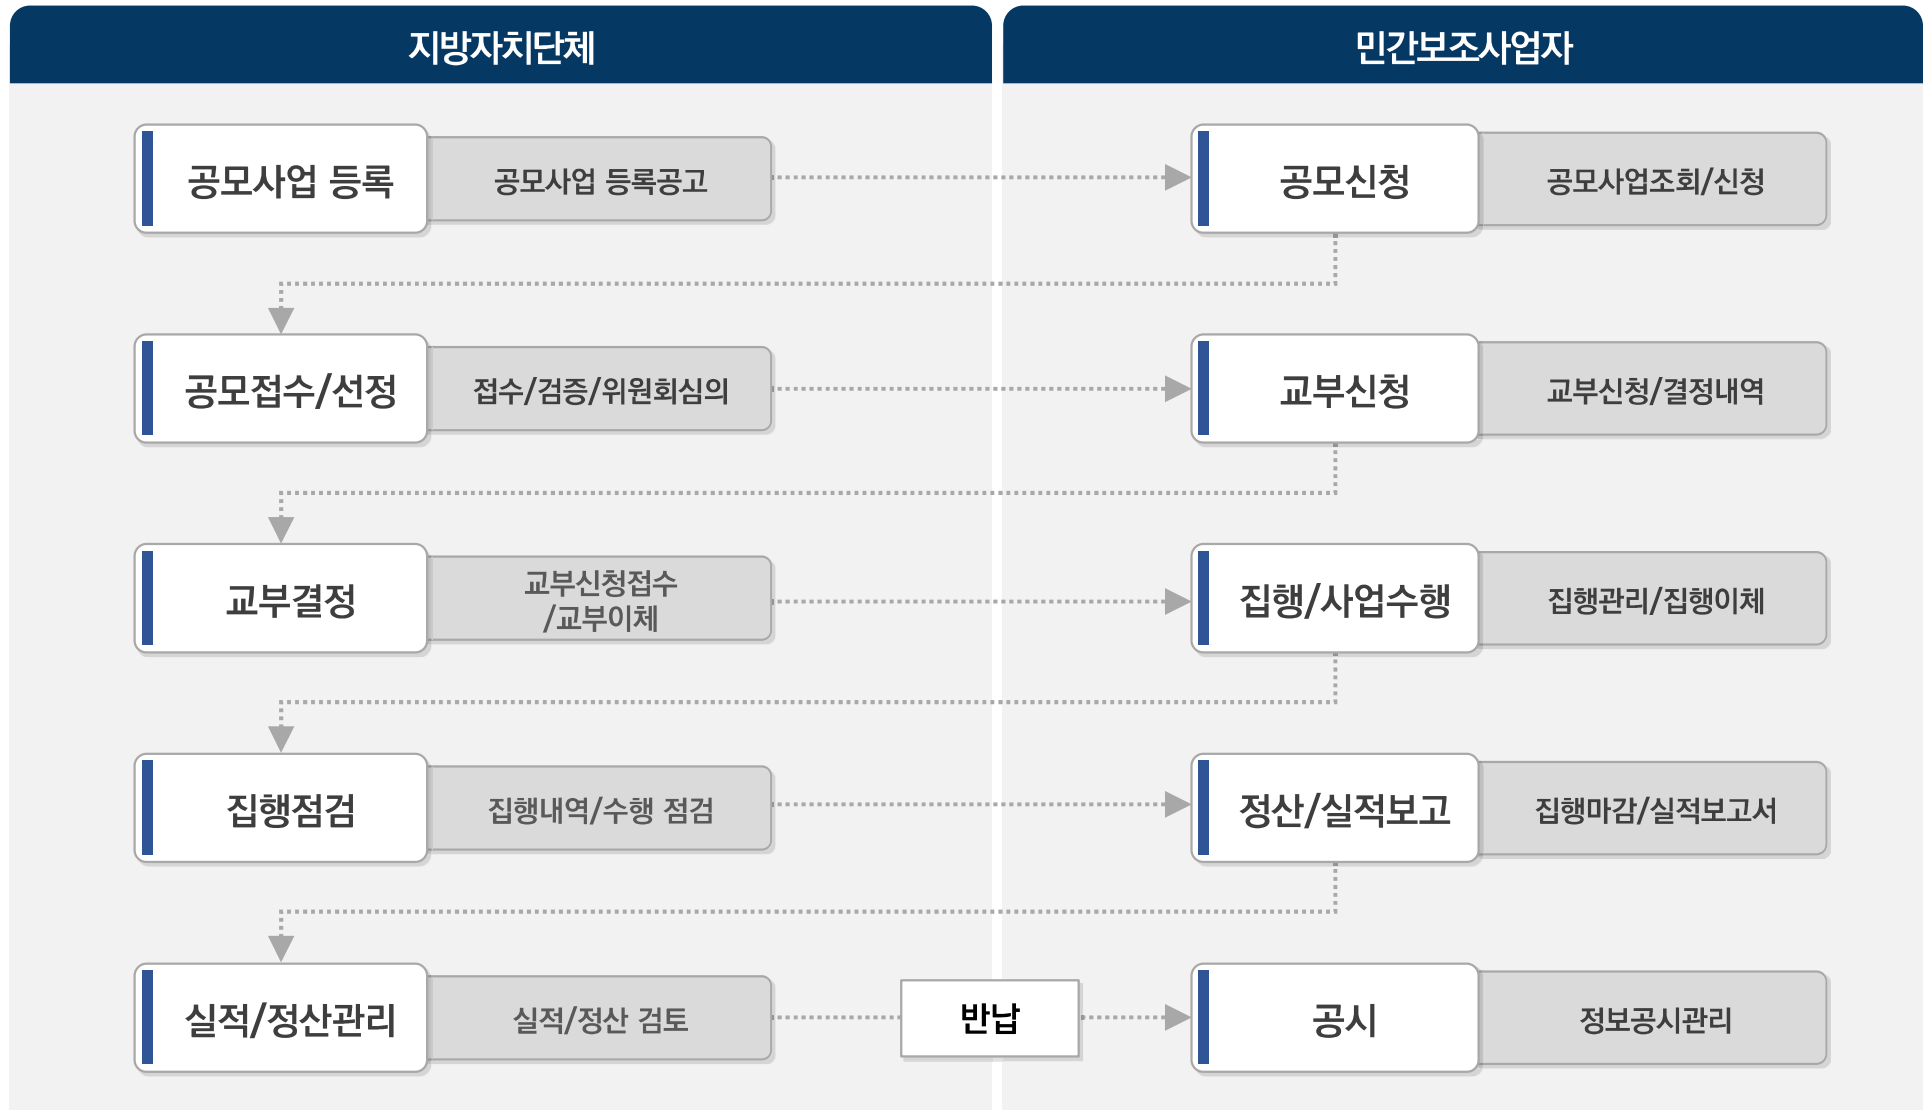 지방자치단체
민간보조사업자
공모사업 등록
공모사업 등록공고
공모신청
공모사업조회/신청
공모접수/선정
접수/검증/위원회심의
교부신청
교부신청/결정내역
교부결정
교부신청접수
/교부이체
집행/사업수행
집행관리/집행이체
집행점검
집행내역/수행 점검
정산/실적보고
집행마감/실적보고서
실적/정산관리
실적/정산 검토
반납
공시
정보공시관리